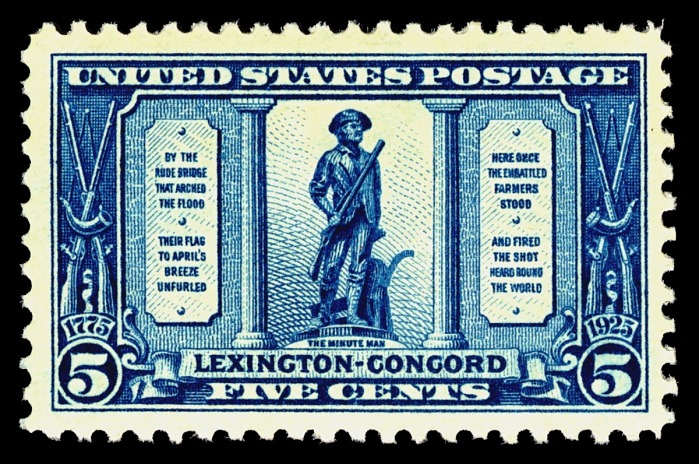 UNITED STATES POSTAGE
BY THE
RUDE BRIDGE
THAT ARCHED
THE FLOOD
THEIR FLAG
TO APRIL'S
BREEZE
UNFURLED
HERE ONCE
THE EMBATTLED
FARMERS
STOOD
AND FIRED
THE SHOT
HEARD ROUND
THE WORLD
1775
1925
THE MINUTE MAN
5
LEXINGTON-CONCORD
5
FIVE CENTS